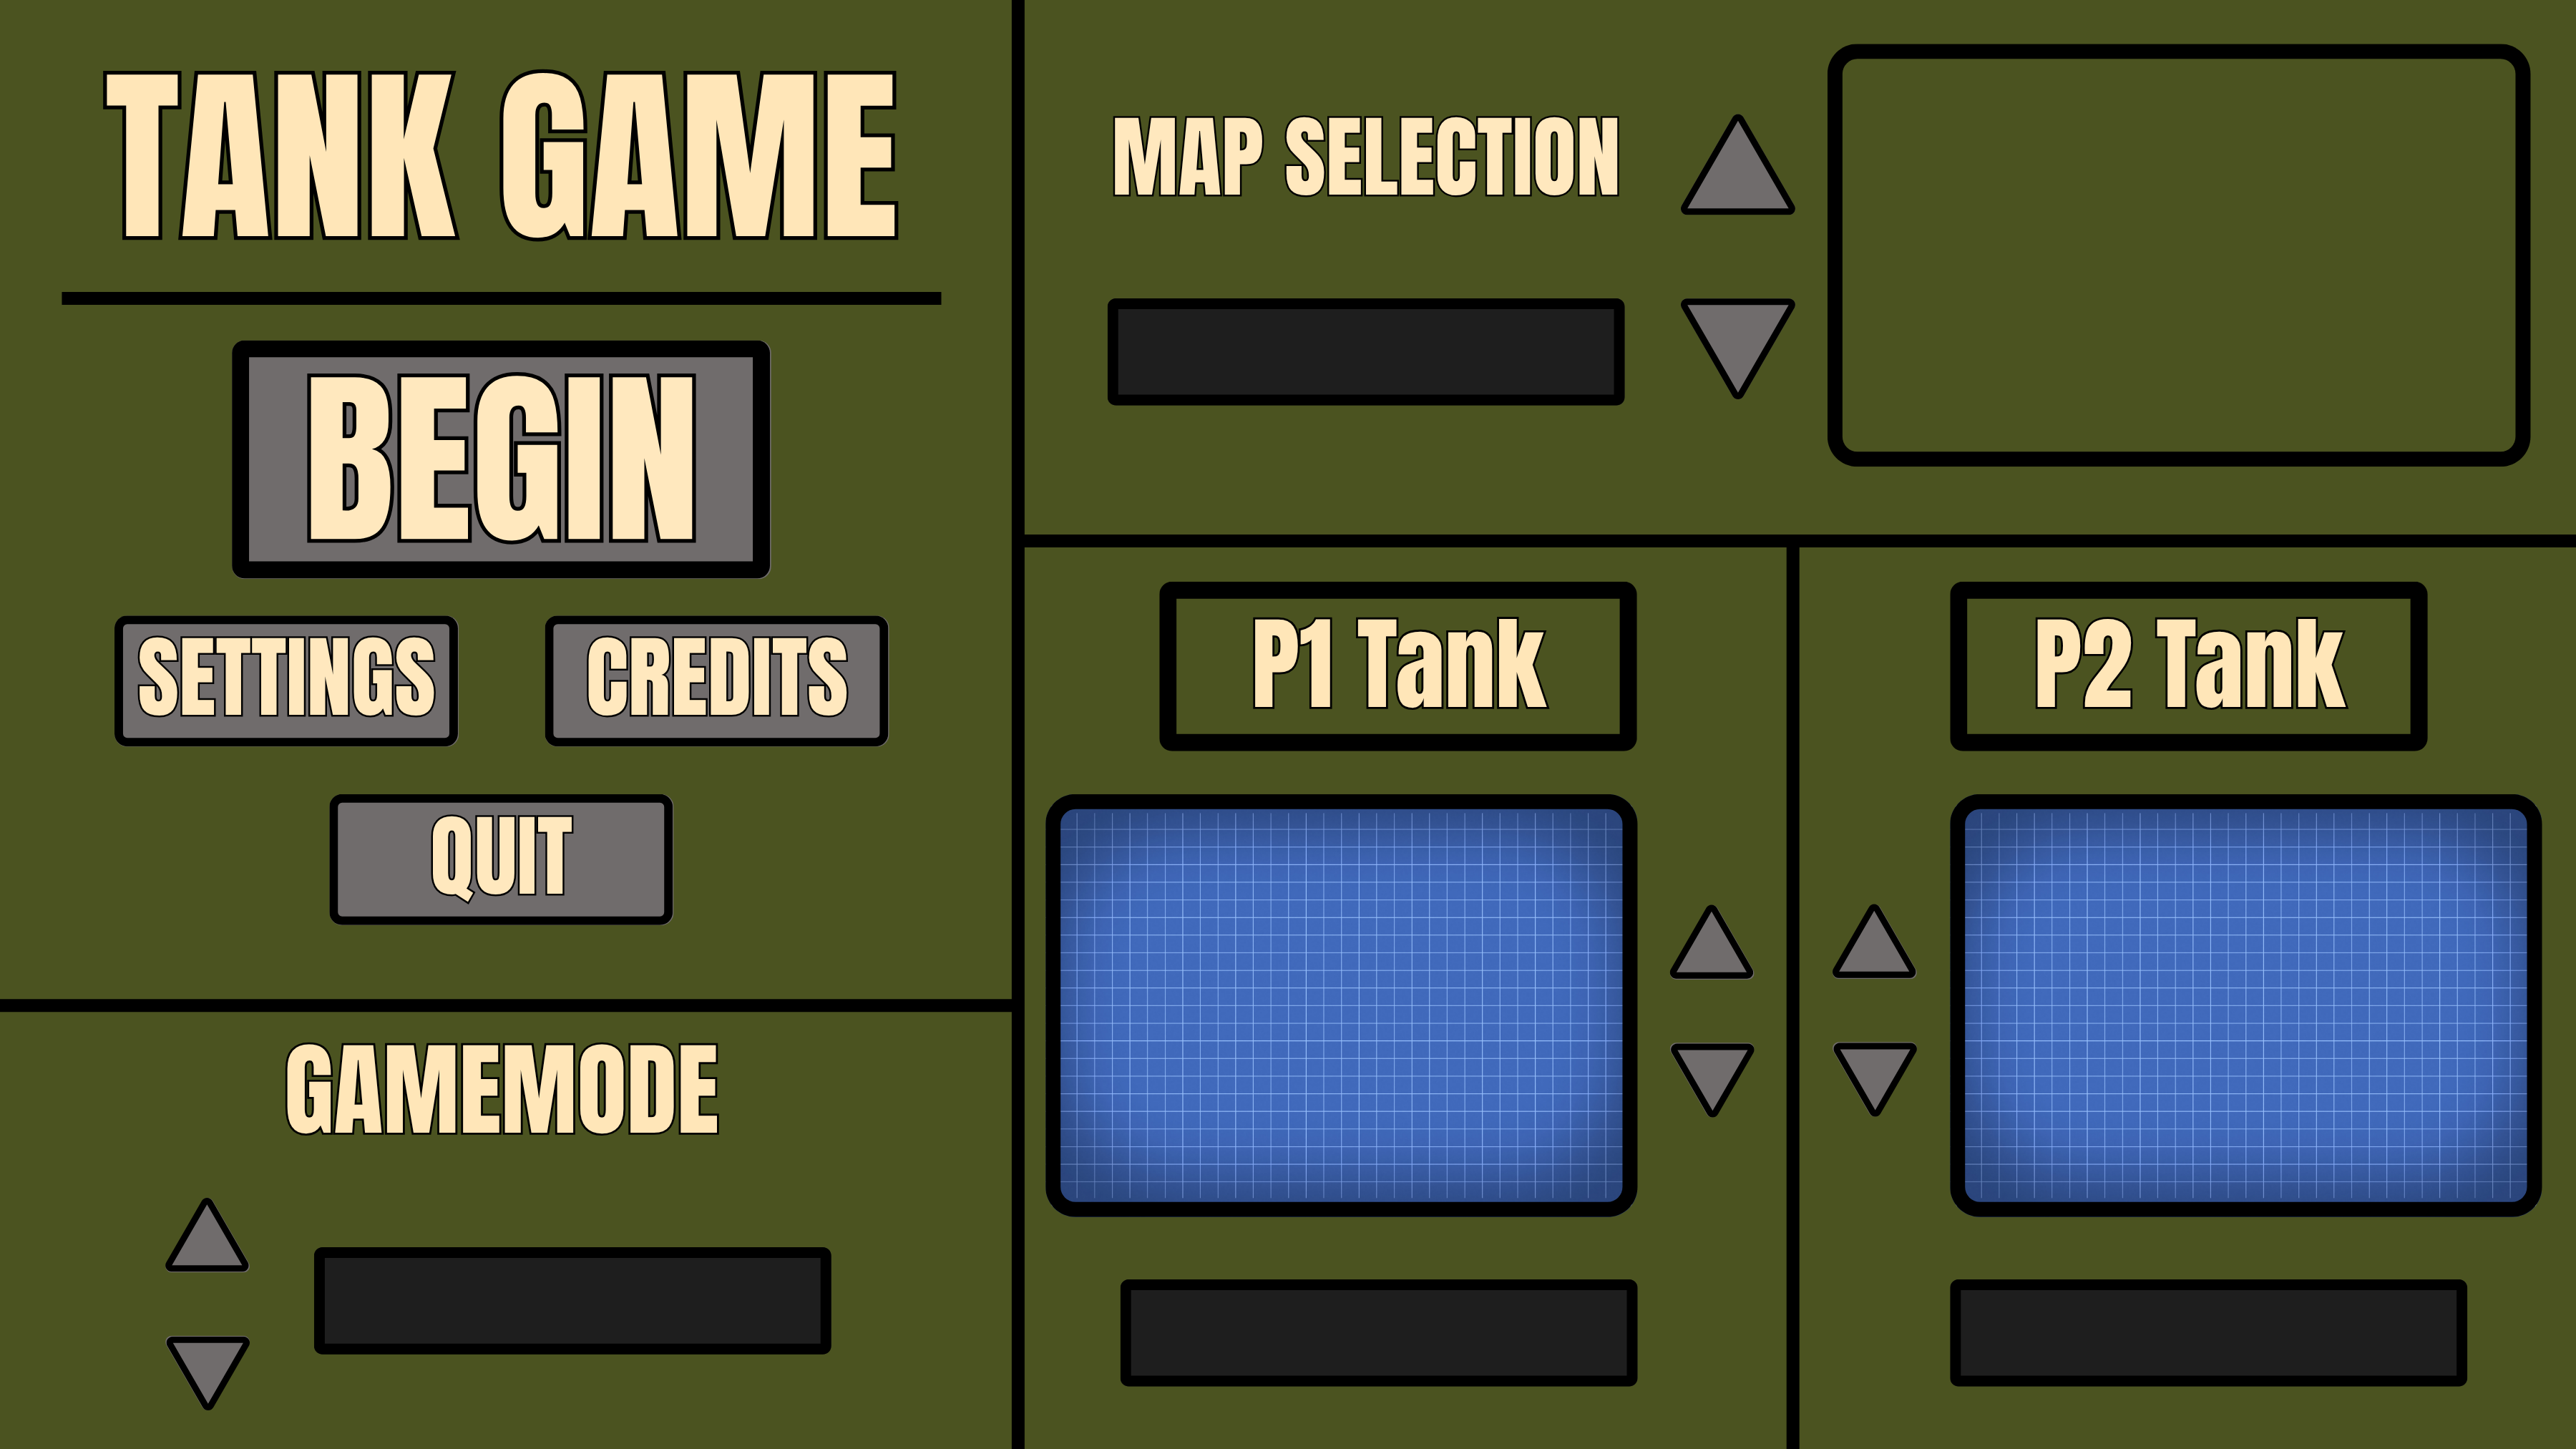 TANK GAME
BEGIN
SETTINGS
CREDITS
QUIT
GAMEMODE
MAP SELECTION
P1 Tank
P2 Tank